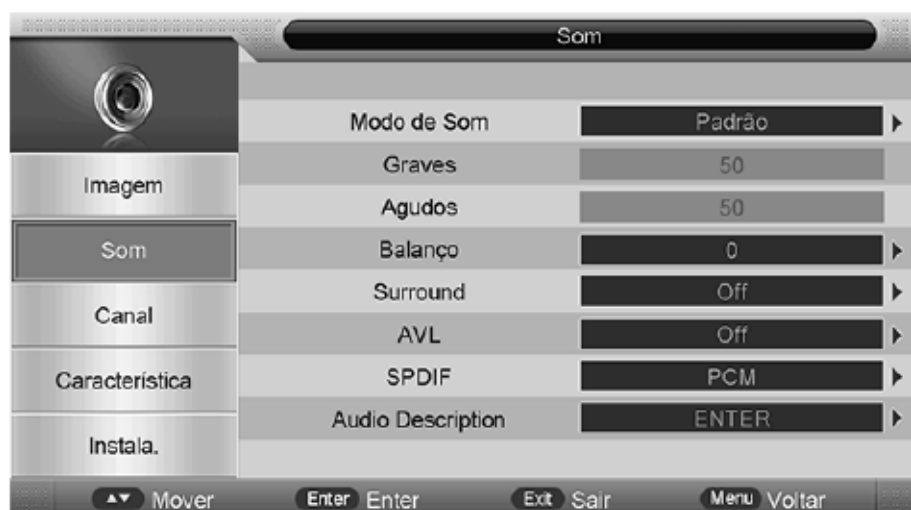 Som
Imagem
Som
Canal
Característica
Instala.
Modo de Som Padrão
Graves 50
Agudos 50
Balanço 0
Surround Off
AVL Off
SPDIF PCM
Audio Description ENTER
Mover Enter Enter Exit Sair Menu Voltar